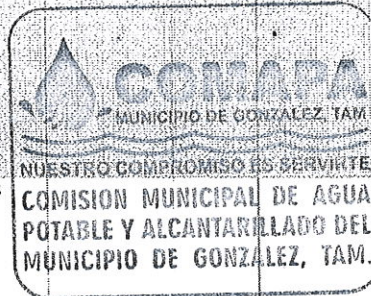 COMAPA
MUNICIPIO DE GONZALEZ, TAM
NUESTRO COMPROMISO ES SERVIRTE
COMISION MUNICIPAL DE AGUA
POTABLE Y ALCANTARILLADO DEL
MUNICIPIO DE GONZALEZ, TAM.